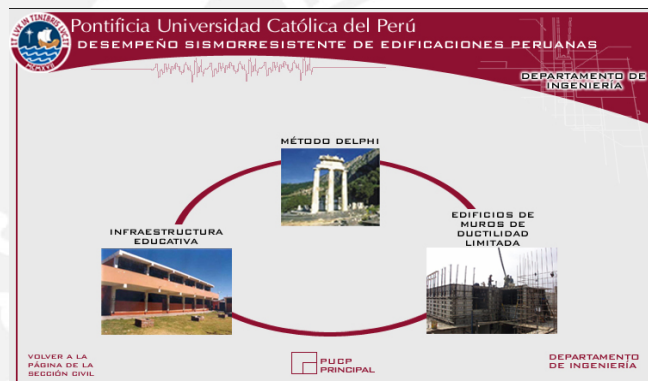 Pontificia Universidad Católica del Perú
DESEMPEÑO SISMORRESISTENTE DE EDIFICACIONES PERUANAS
DEPARTAMENTO DE
INGENIERÍA
MÉTODO DELPHI
INFRAESTRUCTURA
EDUCATIVA
EDIFICIOS DE
MUROS DE
DUCTILIDAD
LIMITADA
VOLVER A LA
PÁGINA DE LA
SECCIÓN CIVIL
PUCP
PRINCIPAL
DEPARTAMENTO
DE INGENIERÍA